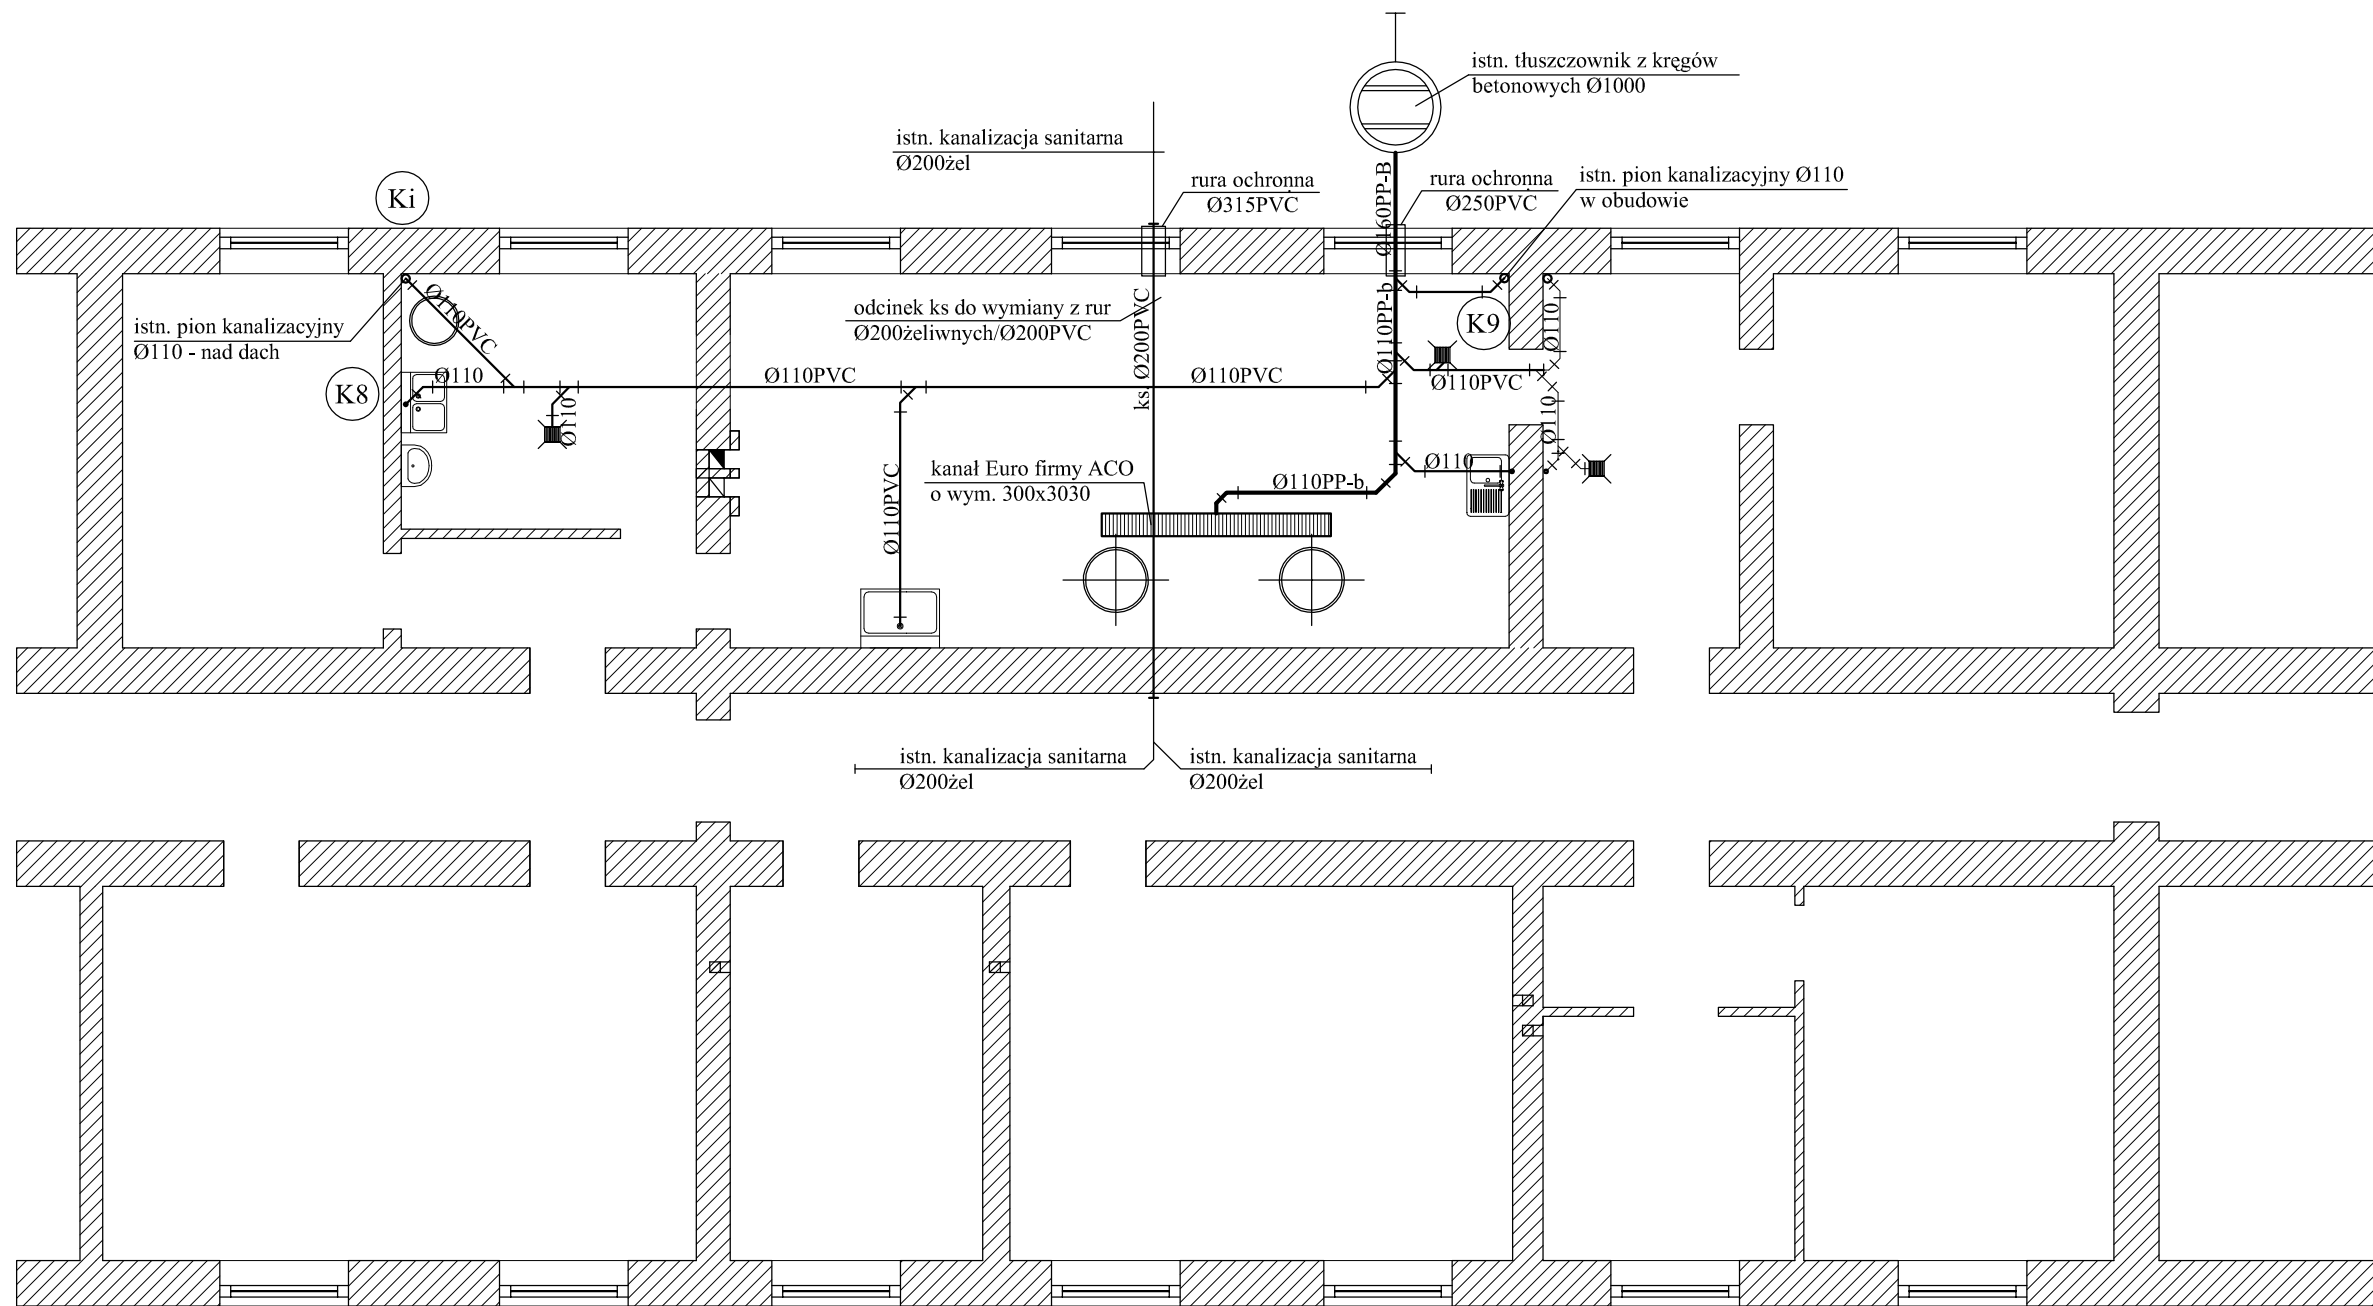 istn. tłuszczownik z kręgów
betonowych Ø1000
istn. kanalizacja sanitarna
Ø200żel
rura ochronna
Ø315PVC
Ø160PP-B
rura ochronna
Ø250PVC
istn. pion kanalizacyjny Ø110
w obudowie
Ki
istn. pion kanalizacyjny
Ø110 - nad dach
Ø110PVC
odcinek ks do wymiany z rur
Ø200żeliwnych/Ø200PVC
ks. Ø200PVC
Ø110PP-b
K9
Ø110
K8
Ø110
Ø110
Ø110PVC
Ø110PVC
Ø110PVC
Ø110
Ø110PVC
kanał Euro firmy ACO
o wym. 300x3030
Ø110PP-b
Ø110
istn. kanalizacja sanitarna
Ø200żel
istn. kanalizacja sanitarna
Ø200żel